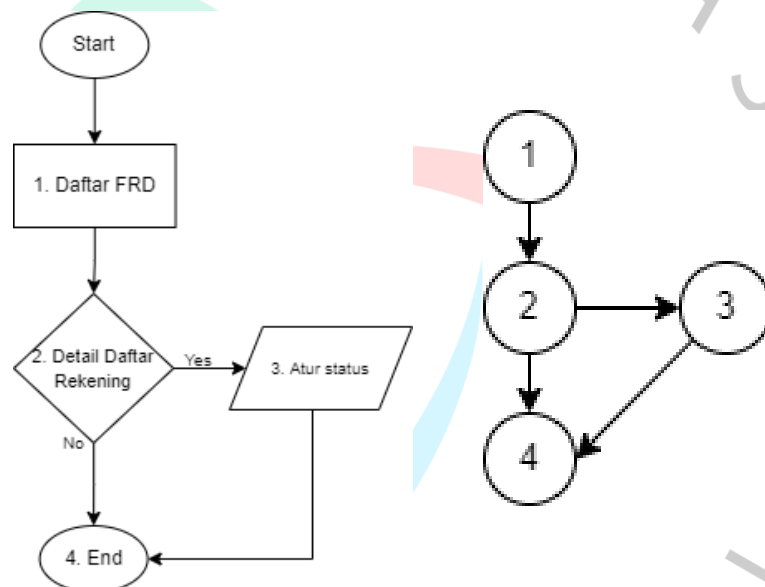 Start
1. Daftar FRD
2. Detail Daftar
Rekening
Yes
3. Atur status
No
4. End
1
2
3
4